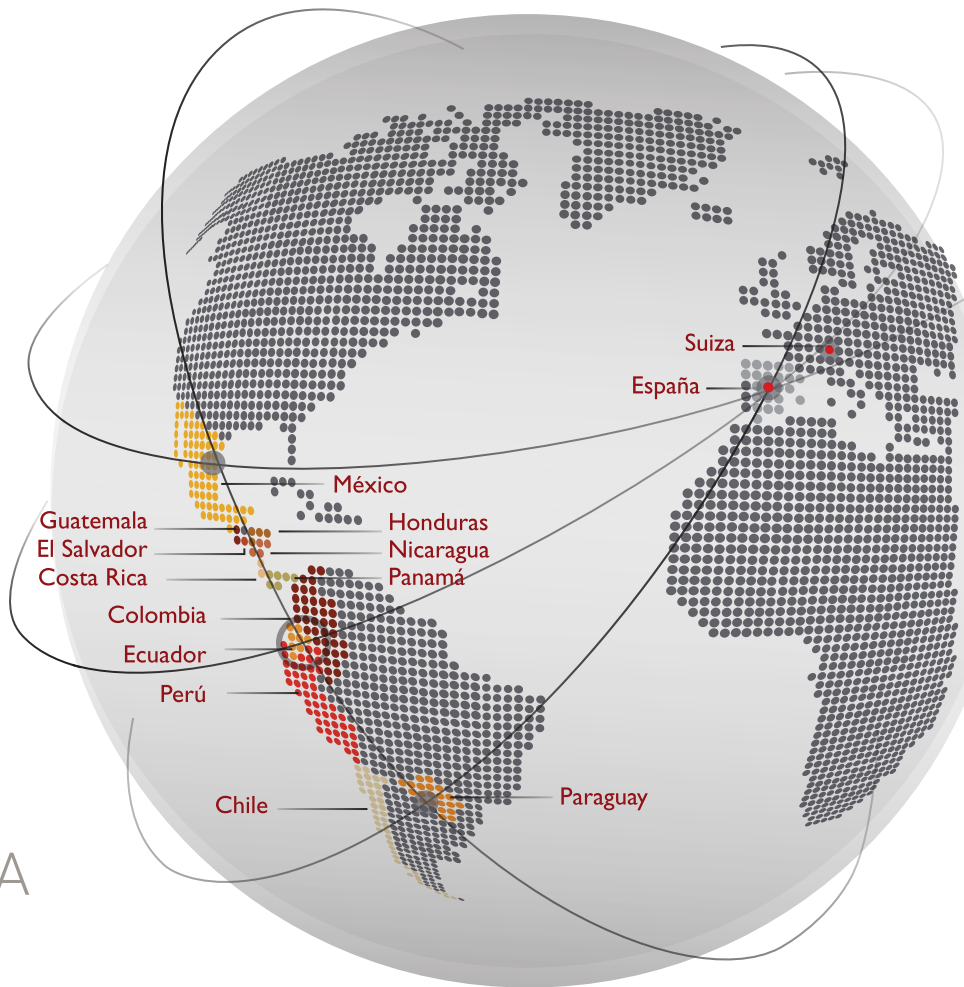 Suiza
España
México
Guatemala
Honduras
El Salvador
Nicaragua
Costa Rica
Panamá
Colombia
Ecuador
Perú
Chile
Paraguay
A